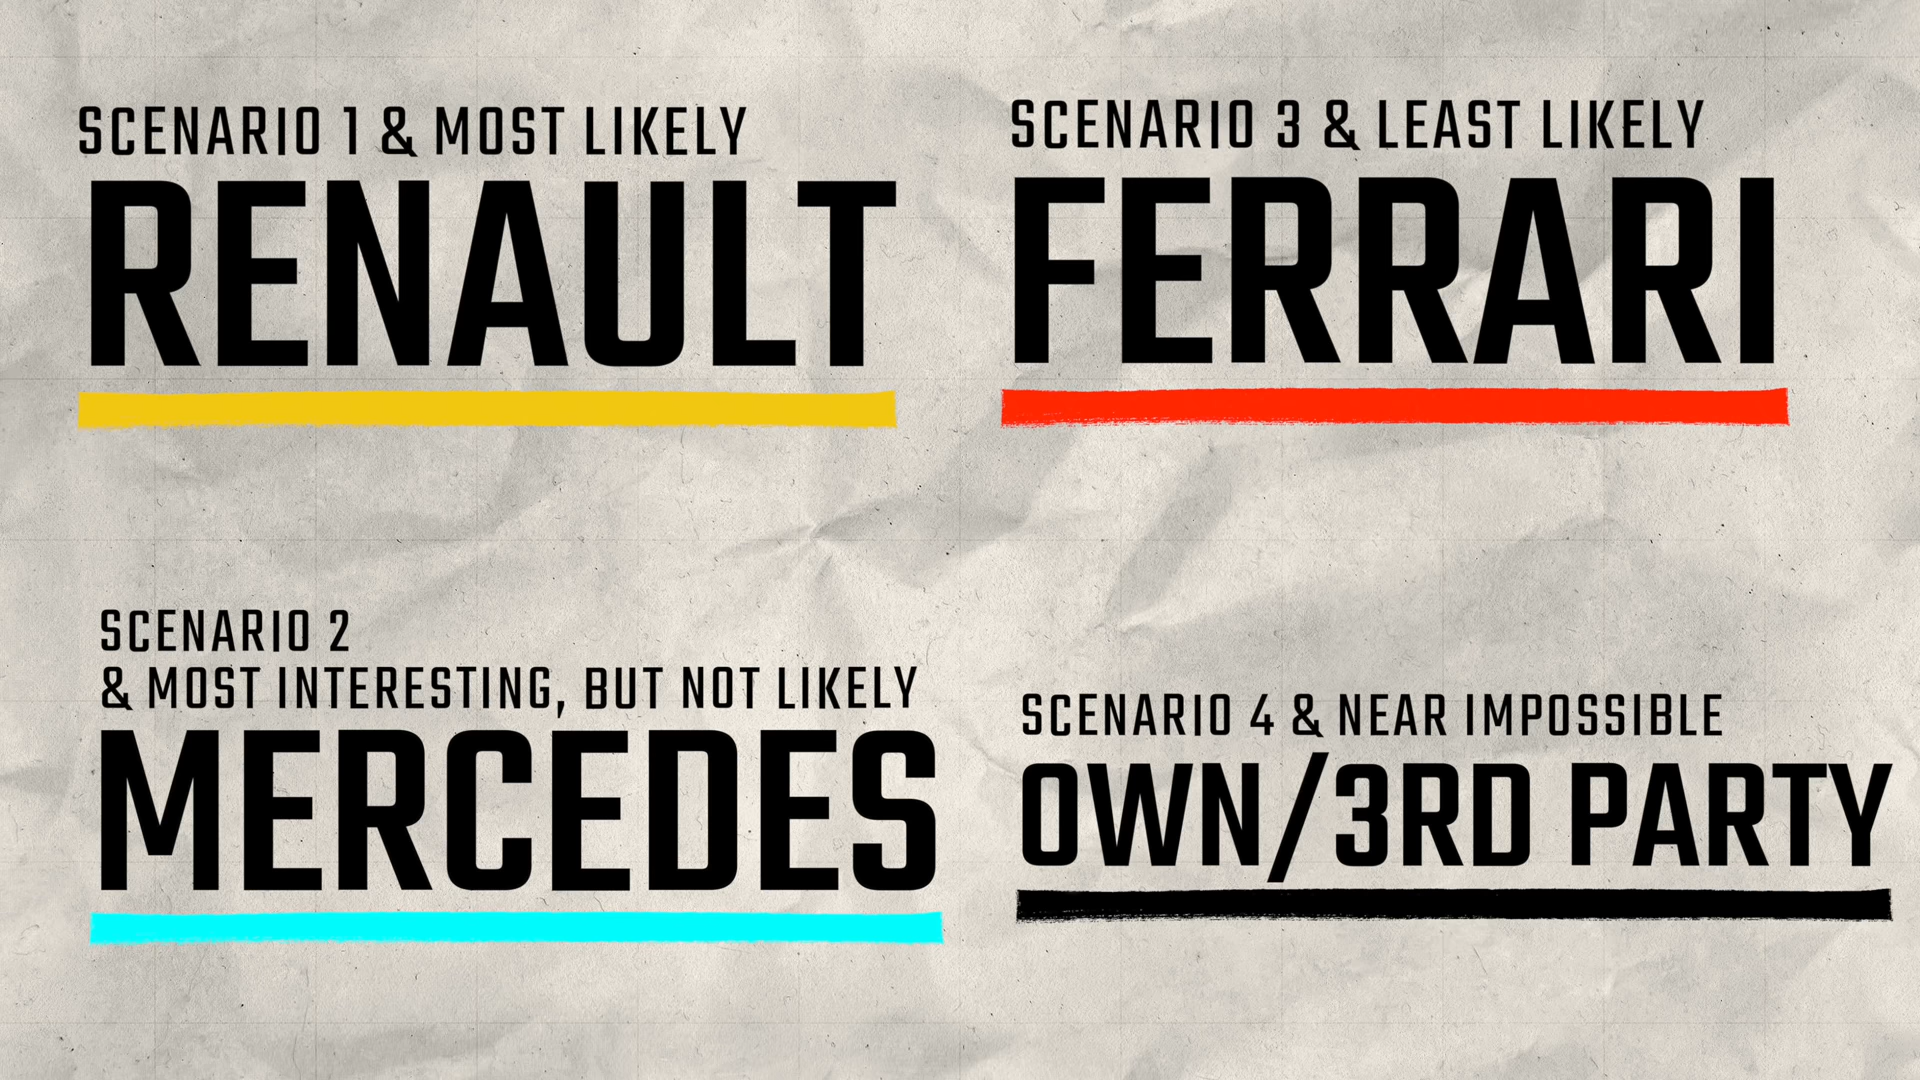 SCENARIO 1 & MOST LIKELY
RENAULT
SCENARIO 2
& MOST INTERESTING, BUT NOT LIKELY
MERCEDES
SCENARIO 3 & LEAST LIKELY
FERRARI
SCENARIO 4 & NEAR IMPOSSIBLE
OWN/3RD PARTY